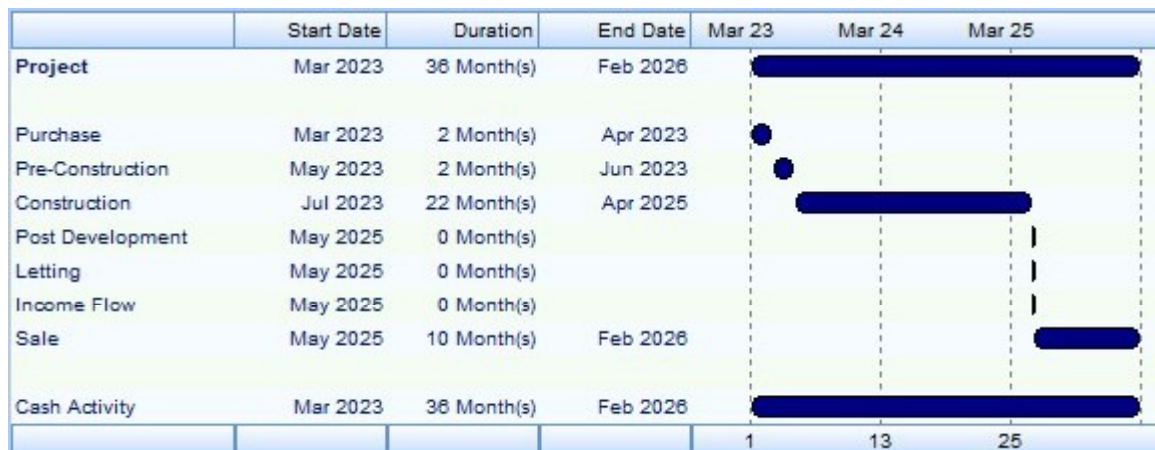 Start Date Duration End Date Mar 23 Mar 24 Mar 25
Project Mar 2023 36 Month(s) Feb 2026
Purchase Mar 2023 2 Month(s) Apr 2023
Pre-Construction May 2023 2 Month(s) Jun 2023
Construction Jul 2023 22 Month(s) Apr 2025
Post Development May 2025 0 Month(s)
Letting May 2025 0 Month(s)
Income Flow May 2025 0 Month(s)
Sale May 2025 10 Month(s) Feb 2026
Cash Activity Mar 2023 36 Month(s) Feb 2026
1 13 25